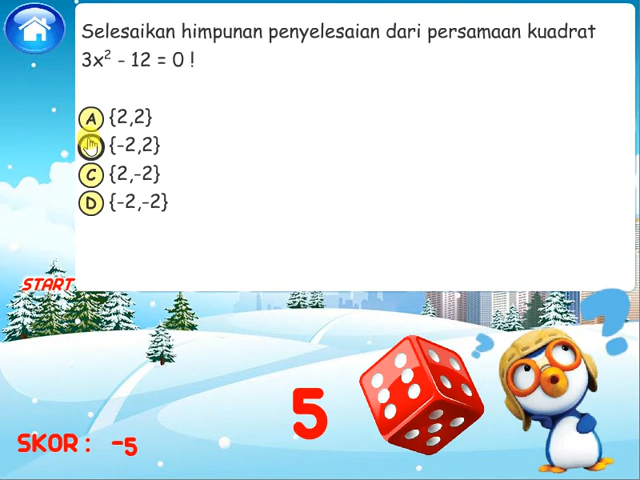 Selesaikan himpunan penyelesaian dari persamaan kuadrat
3x² - 12 = 0 !
A {2,2}
{-2,2}
C {2,-2}
D {-2,-2}
START
5
SKOR : -5